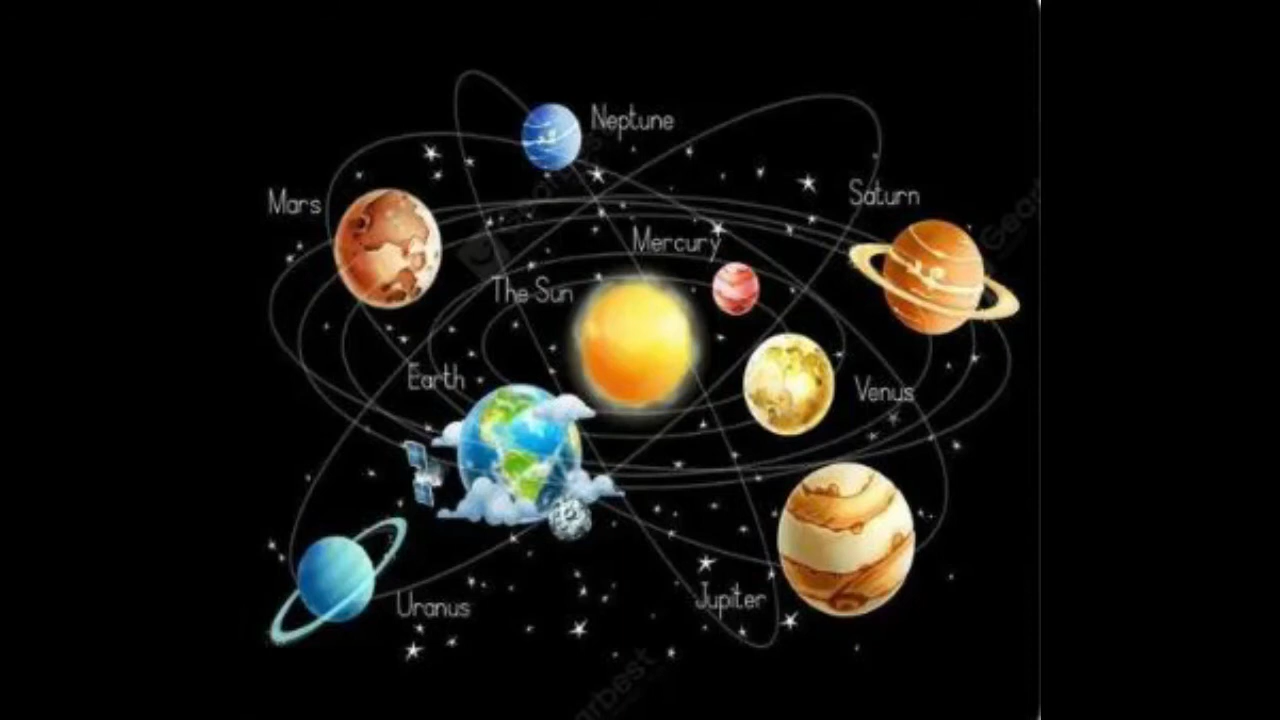 Neptune
Mars
Saturn
Mercury
The Sun
Earth
Venus
Uranus
Jupiter